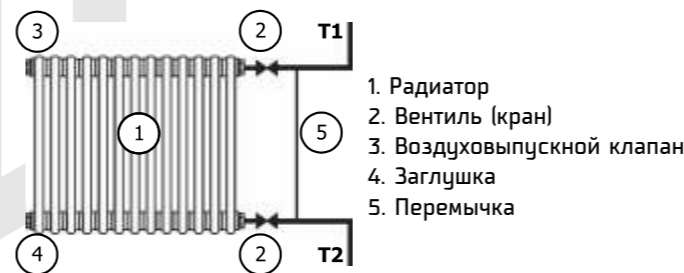 3 2 T1
1 5
4 2 T2
1. Радиатор
2. Вентиль (кран)
3. Воздуховыпускной клапан
4. Заглушка
5. Перемычка